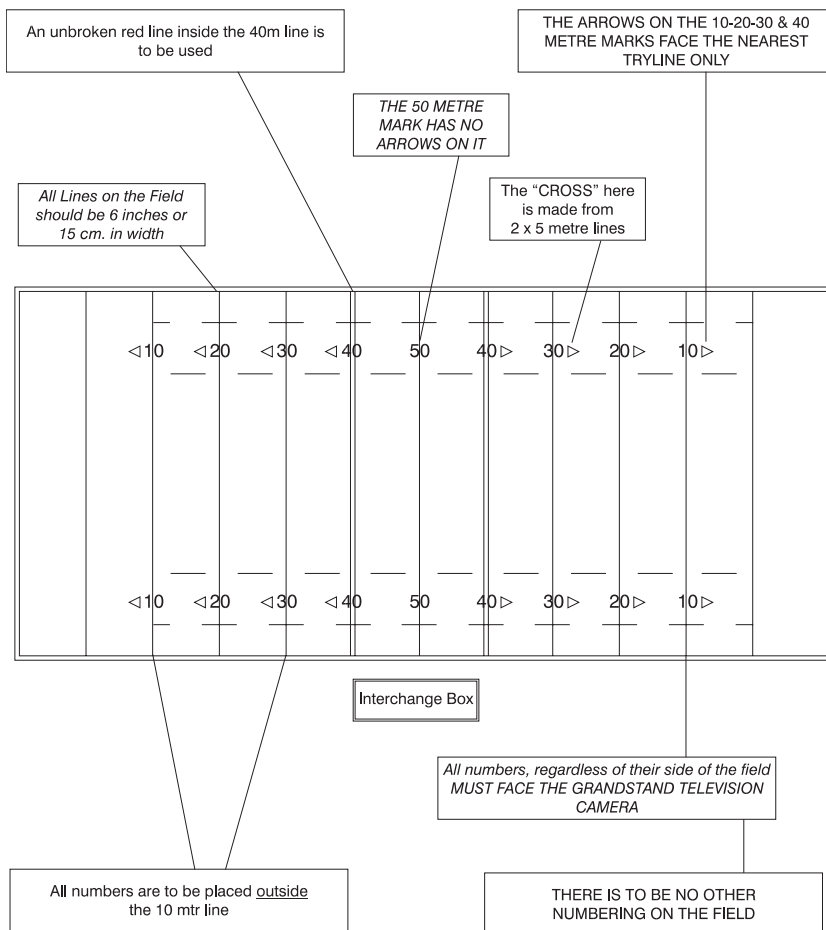 An unbroken red line inside the 40m line is
to be used
THE ARROWS ON THE 10-20-30 & 40
METRE MARKS FACE THE NEAREST
TRYLINE ONLY
THE 50 METRE
MARK HAS NO
ARROWS ON IT
All Lines on the Field
should be 6 inches or
15 cm. in width
The “CROSS” here
is made from
2 x 5 metre lines
10 20 30 40 50 40 30 20 10
10 20 30 40 50 40 30 20 10
Interchange Box
All numbers, regardless of their side of the field
MUST FACE THE GRANDSTAND TELEVISION
CAMERA
All numbers are to be placed outside
the 10 mtr line
THERE IS TO BE NO OTHER
NUMBERING ON THE FIELD